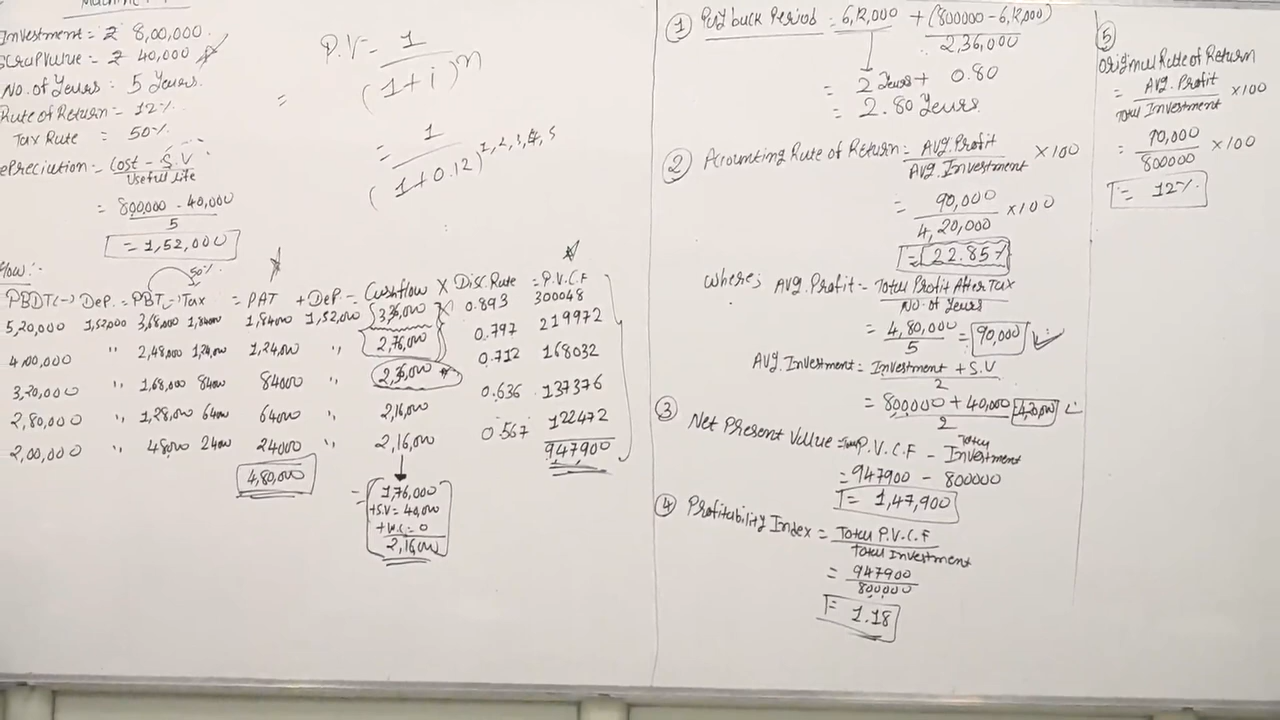 Machine
Investment = ₹ 8,00,000.
Scrap Value = ₹ 40,000
No. of Years : 5 Years.
Rate of Return = 12%
Tax Rate = 50%
epreciation = Cost - S.V
Useful Life
= 800,000 - 40,000
5
= 1,52,000
P.V = 1
(1+i)^n
=
= 1
(1+0.12)^1,2,3,4,5
flow :-
50%
PBDT (-) Dep. = PBT (-) Tax = PAT + Dep. = Cashflow X Disc. Rate = P.V.C.F
5,20,000 1,52,000 3,68,000 1,84000 1,84000 1,52,000 3,36,000 0.893 300048
4,00,000 " 2,48,000 1,24,000 1,24,000 " 2,76,000 0.797 219972
3,20,000 " 1,68,000 84000 84000 " 2,36,000 0.712 168032
2,80,000 " 1,28,000 64000 64000 " 2,16,000 0.636 137376
2,00,000 " 48000 24000 24000 " 2,16,000 0.567 122472
4,80,000 947900
= 1,76,000
+S.V = 40,000
+W.C = 0
2,16,000
① Pay back Period = 6,12,000 + (800000 - 6,12,000)
2,36,000
= 2 Years + 0.80
= 2.80 Years.
② Accounting Rate of Return = Avg. Profit X 100
Avg. Investment
= 90,000 X 100
4,20,000
= 22.85%
where; Avg. Profit = Total Profit After Tax
No. of Years
= 4,80,000 = 90,000
5
Avg. Investment = Investment + S.V
2
= 800,000 + 40,000 4,20,000
2
③ Net Present Value = Total P.V.C.F - Total Investment
= 947900 - 800000
= 1,47,900
④ Profitability Index = Total P.V.C.F
Total Investment
= 947900
800000
= 1.18
⑤
Original Rate of Return
= Avg. Profit X 100
Total Investment
= 90,000 X 100
800000
= 12%